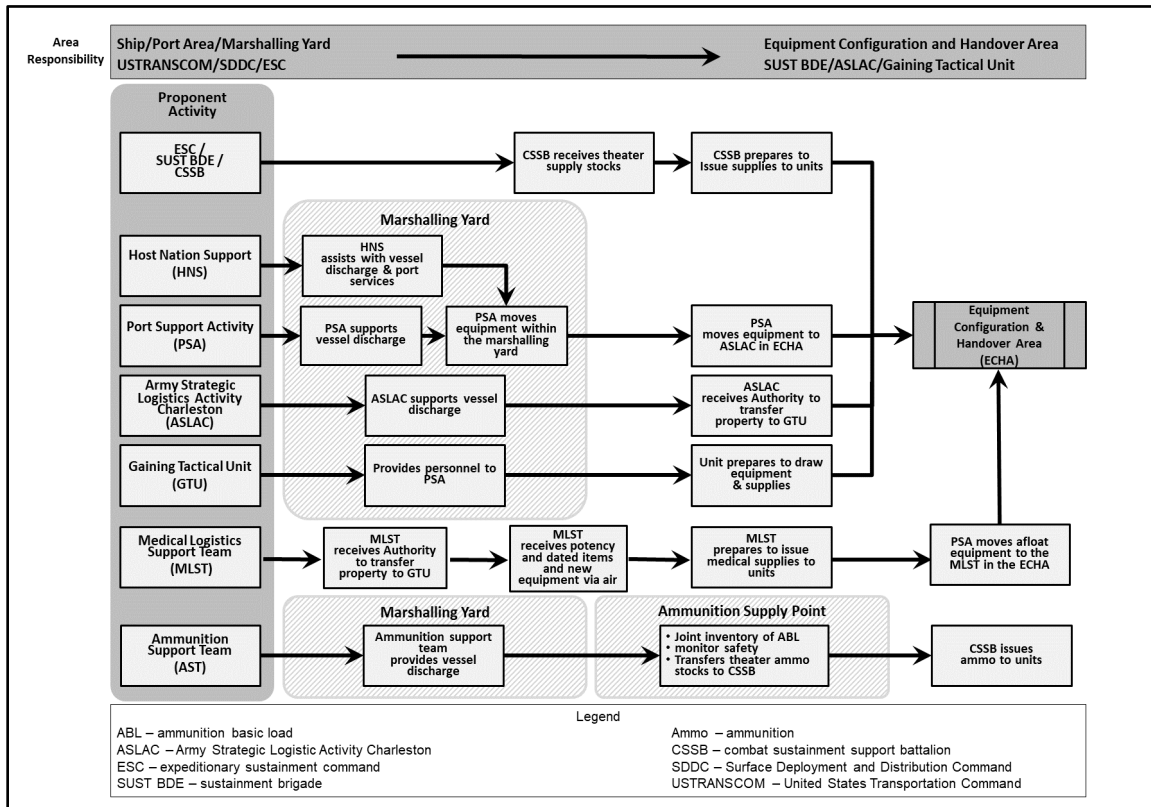 Area
Responsibility
Ship/Port Area/Marshalling Yard
USTRANSCOM/SDDC/ESC
Equipment Configuration and Handover Area
SUST BDE/ASLAC/Gaining Tactical Unit
Proponent
Activity
ESC /
SUST BDE /
CSSB
CSSB receives theater
supply stocks
CSSB prepares to
Issue supplies to units
Marshalling Yard
Host Nation Support
(HNS)
HNS
assists with vessel
discharge & port
services
Port Support Activity
(PSA)
PSA supports
vessel discharge
PSA moves
equipment within
the marshalling
yard
PSA
moves equipment to
ASLAC in ECHA
Equipment
Configuration &
Handover Area
(ECHA)
Army Strategic
Logistics Activity
Charleston
(ASLAC)
ASLAC supports vessel
discharge
ASLAC
receives Authority to
transfer
property to GTU
Gaining Tactical Unit
(GTU)
Provides personnel to
PSA
Unit prepares to draw
equipment
& supplies
Medical Logistics
Support Team
(MLST)
MLST
receives Authority
to transfer
property to GTU
MLST
receives potency
and dated items
and new
equipment via air
MLST
prepares to issue
medical supplies to
units
PSA moves afloat
equipment to the
MLST in the ECHA
Marshalling Yard
Ammunition Supply Point
Ammunition
Support Team
(AST)
Ammunition support
team
provides vessel
discharge
• Joint inventory of ABL
• monitor safety
• Transfers theater ammo
stocks to CSSB
CSSB issues
ammo to units
Legend
ABL – ammunition basic load
ASLAC – Army Strategic Logistic Activity Charleston
ESC – expeditionary sustainment command
SUST BDE – sustainment brigade
Ammo – ammunition
CSSB – combat sustainment support battalion
SDDC – Surface Deployment and Distribution Command
USTRANSCOM – United States Transportation Command